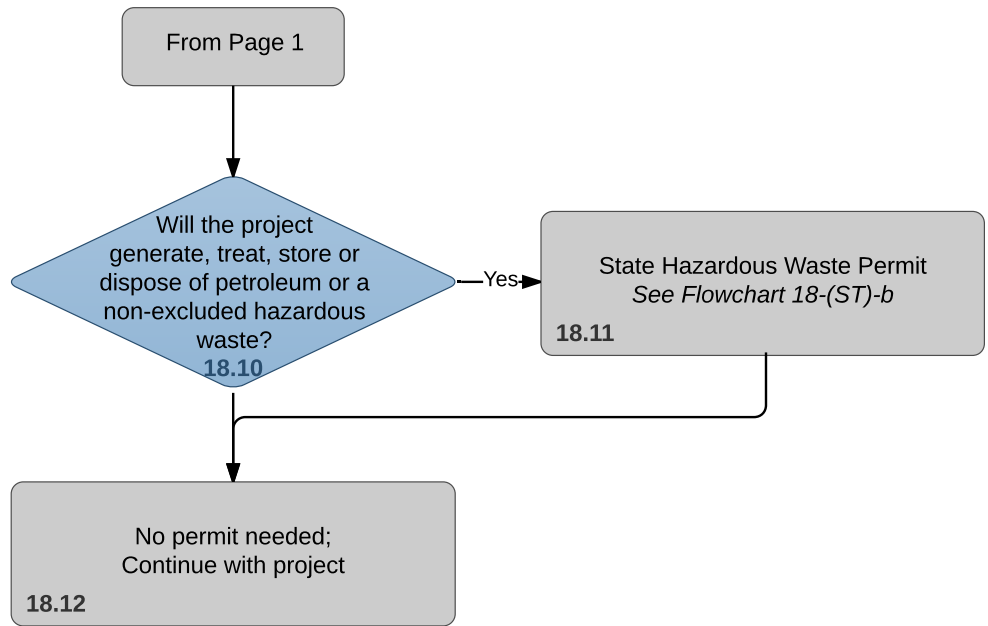 From Page 1
Will the project
generate, treat, store or
dispose of petroleum or a
non-excluded hazardous
waste?
18.10
Yes
State Hazardous Waste Permit
See Flowchart 18-(ST)-b
18.11
No permit needed;
Continue with project
18.12